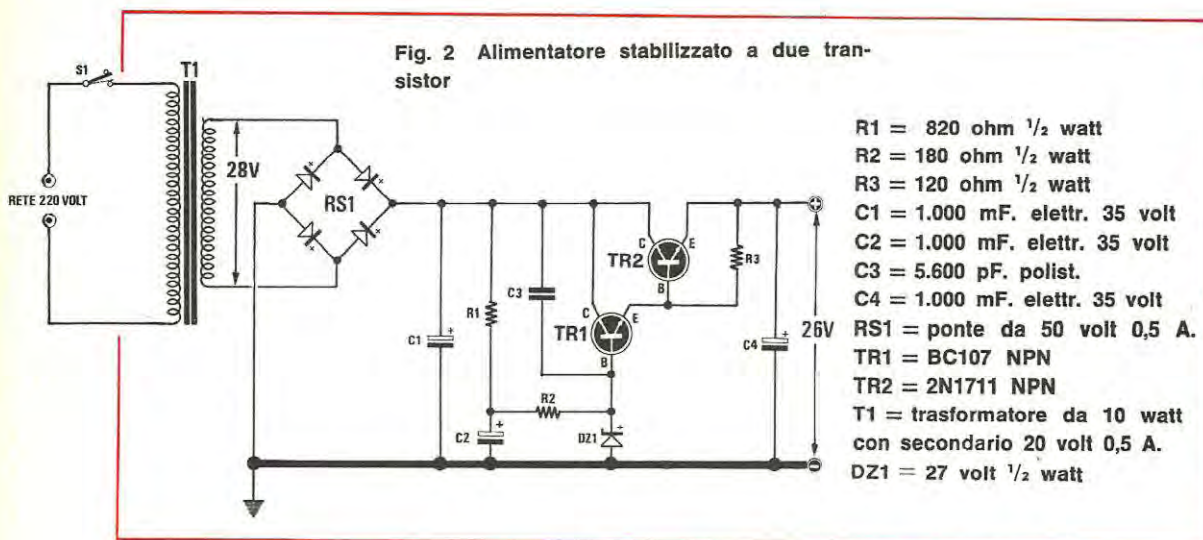 Fig. 2 Alimentatore stabilizzato a due tran-
sistor
S1
T1
28V
RETE 220 VOLT
RS1
+
+
+
+
C
E
TR2
B
R3
C3
R1
C
E
TR1
B
C1
+
C4
+
26V
R2
C2
+
DZ1
+
+
-
R1 = 820 ohm ½ watt
R2 = 180 ohm ½ watt
R3 = 120 ohm ½ watt
C1 = 1.000 mF. elettr. 35 volt
C2 = 1.000 mF. elettr. 35 volt
C3 = 5.600 pF. polist.
C4 = 1.000 mF. elettr. 35 volt
RS1 = ponte da 50 volt 0,5 A.
TR1 = BC107 NPN
TR2 = 2N1711 NPN
T1 = trasformatore da 10 watt
con secondario 20 volt 0,5 A.
DZ1 = 27 volt ½ watt